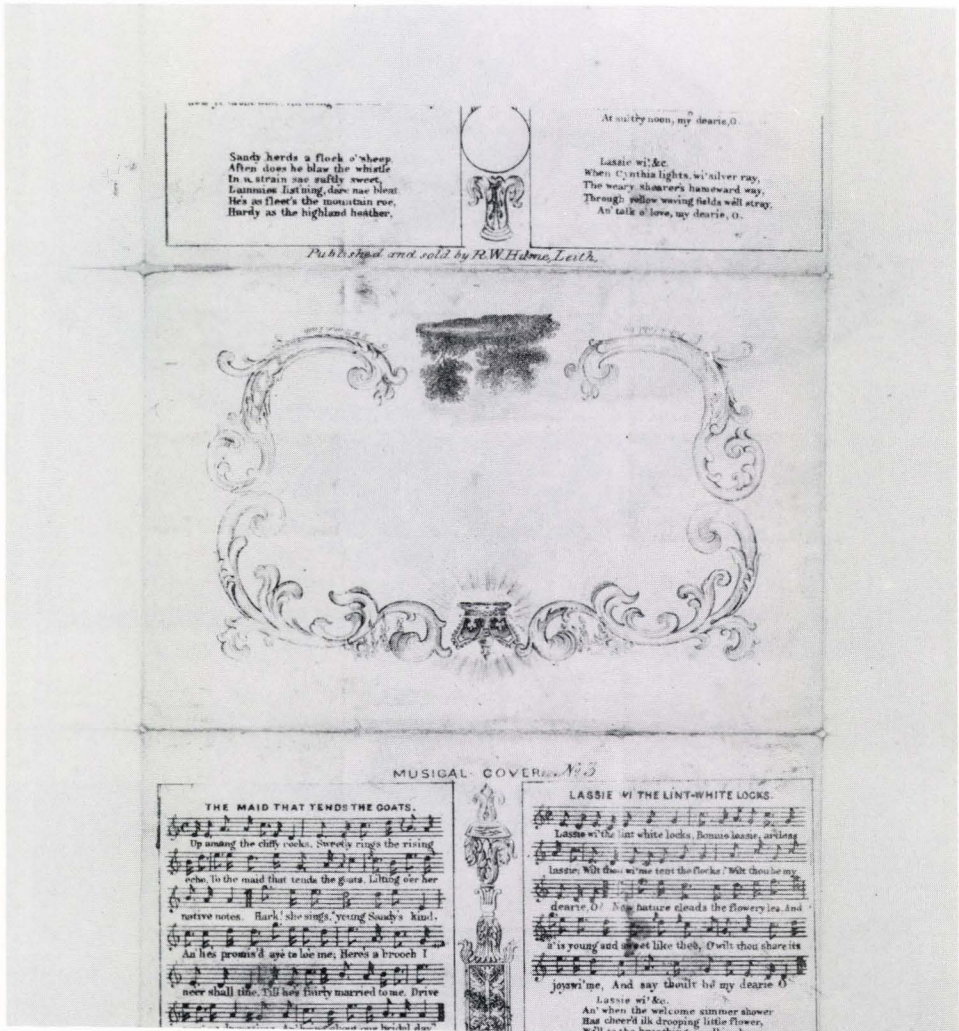 At sultry noon, my dearie, O.
Sandy herds a flock o' sheep.
Aften does he blaw the whistle
In a strain sae saftly sweet,
Lammies list'ning, dare nae bleat
He's as fleet's the mountain roe,
Hardy as the highland heather,
Lassie wi' &c.
When Cynthia lights, wi' silver ray,
The weary shearer's hameward way,
Through yellow waving fields we'll stray,
An' talk o' love, my dearie, O.
Published and sold by R. W. Hume, Leith.
MUSICAL COVER No. 3
THE MAID THAT TENDS THE GOATS.
Up amang the cliffy rocks, Sweetly rings the rising
echo, To the maid that tends the goats, Lilting o'er her
native notes. Hark! she sings, 'young Sandy's kind,
An he's promis'd aye to loe me; Here's a brooch I
neer shall tine, Till he's fairly married to me. Drive
our bridal day'
LASSIE WI THE LINT-WHITE LOCKS.
Lassie wi' the lint white locks, Bonnie lassie, artless
lassie, Wilt thou wi' me tent the flocks? Wilt thou be my
dearie, O? Now nature cleads the flowery lea, And
a' is young and sweet like thee, O wilt thou share its
joys wi' me, And say thoult be my dearie O
Lassie wi' &c.
An' when the welcome simmer shower
Has cheer'd ilk drooping little flower,